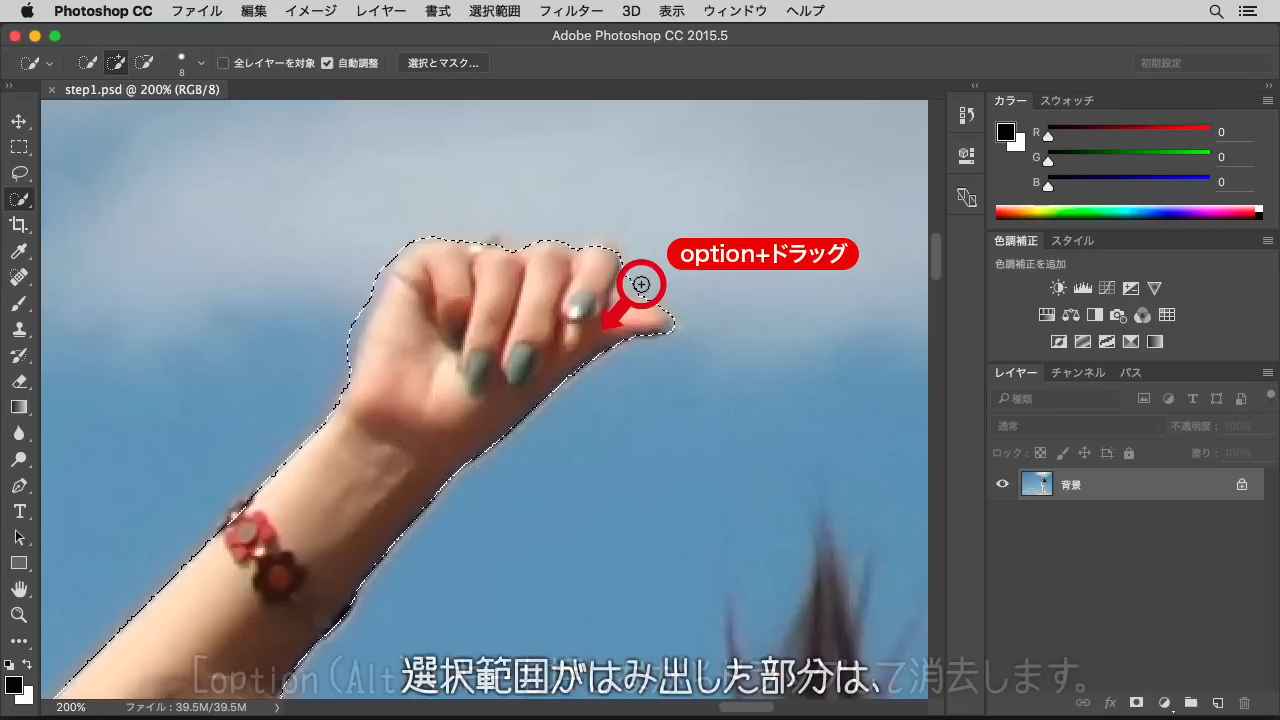 Photoshop CC ファイル 編集 イメージ レイヤー 書式 選択範囲 フィルター 3D 表示 ウィンドウ ヘルプ
Adobe Photoshop CC 2015.5
8
全レイヤーを対象 自動調整 選択とマスク... 初期設定
× step1.psd @ 200% (RGB/8)
カラー スウォッチ
R 0
G 0
B 0
色調補正 スタイル
色調補正を追加
option+ドラッグ
レイヤー チャンネル パス
種類
通常 不透明度: 100%
ロック: 塗り: 100%
背景
選択範囲がはみ出した部分は、
「option(Alt て消去します。
200% ファイル : 39.5M/39.5M
fx